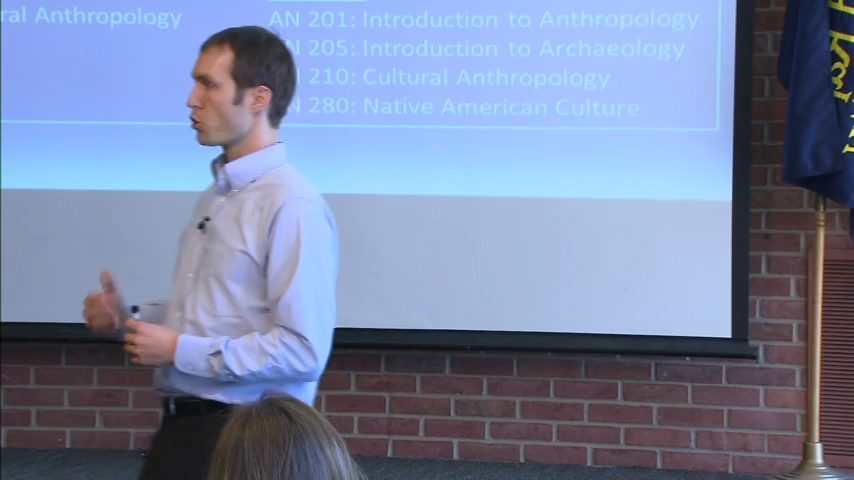 ral Anthropology
AN 201: Introduction to Anthropology
N 205: Introduction to Archaeology
210: Cultural Anthropology
N 280: Native American Culture